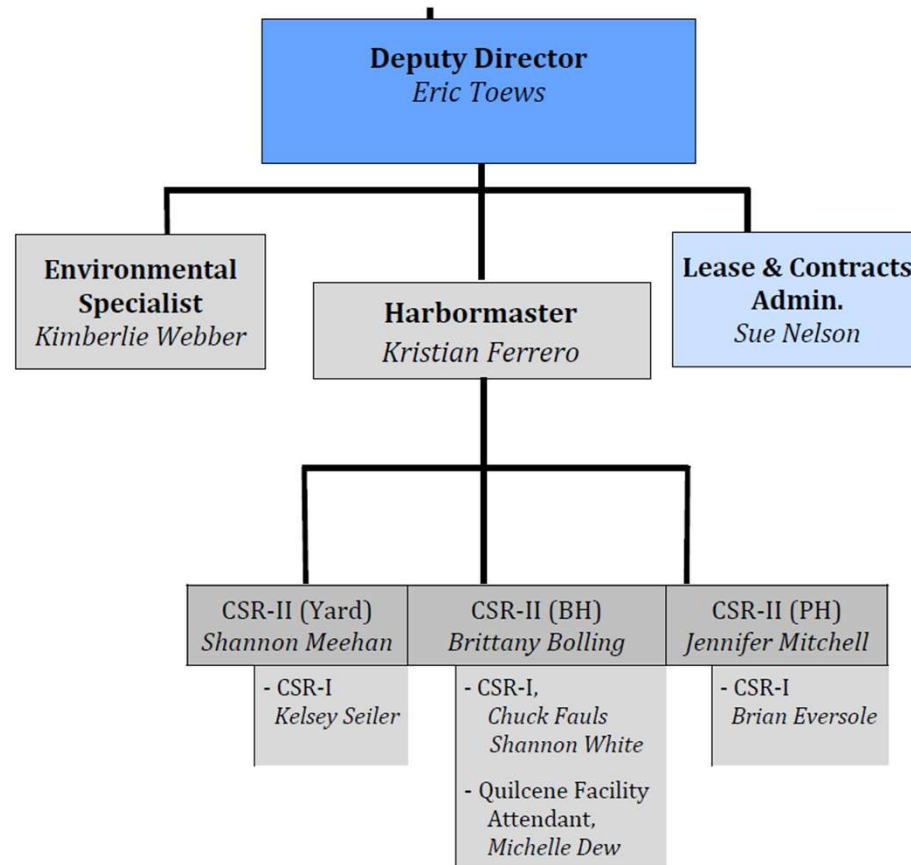 Deputy Director
Eric Toews
Environmental
Specialist
Kimberlie Webber
Harbormaster
Kristian Ferrero
Lease & Contracts
Admin.
Sue Nelson
CSR-II (Yard)
Shannon Meehan
- CSR-I
Kelsey Seiler
CSR-II (BH)
Brittany Bolling
- CSR-I,
Chuck Fauls
Shannon White
- Quilcene Facility
Attendant,
Michelle Dew
CSR-II (PH)
Jennifer Mitchell
- CSR-I
Brian Eversole